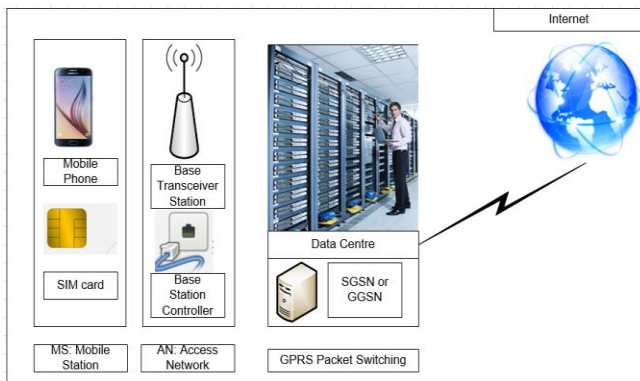 Internet
Mobile
Phone
SIM card
MS: Mobile
Station
Base
Transceiver
Station
Base
Station
Controller
AN: Access
Network
Data Centre
SGSN or
GGSN
GPRS Packet Switching